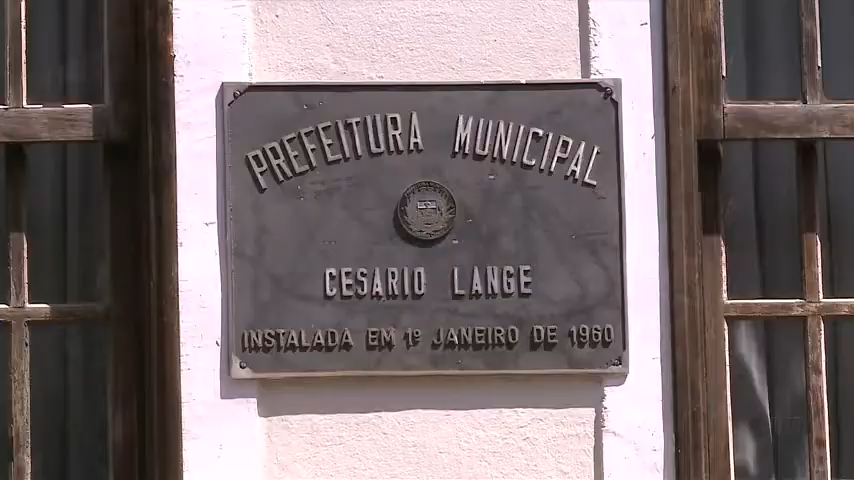 PREFEITURA MUNICIPAL
CESARIO LANGE
INSTALADA EM 1º JANEIRO DE 1960